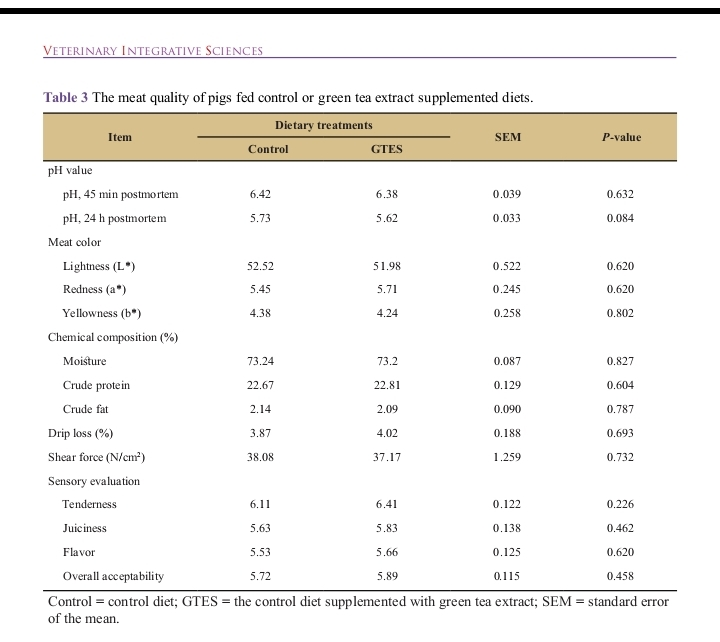 VETERINARY INTEGRATIVE SCIENCES
Table 3 The meat quality of pigs fed control or green tea extract supplemented diets.
Item Dietary treatments SEM P-value
Control GTES
pH value
pH, 45 min postmortem 6.42 6.38 0.039 0.632
pH, 24 h postmortem 5.73 5.62 0.033 0.084
Meat color
Lightness (L*) 52.52 51.98 0.522 0.620
Redness (a*) 5.45 5.71 0.245 0.620
Yellowness (b*) 4.38 4.24 0.258 0.802
Chemical composition (%)
Moisture 73.24 73.2 0.087 0.827
Crude protein 22.67 22.81 0.129 0.604
Crude fat 2.14 2.09 0.090 0.787
Drip loss (%) 3.87 4.02 0.188 0.693
Shear force (N/cm²) 38.08 37.17 1.259 0.732
Sensory evaluation
Tenderness 6.11 6.41 0.122 0.226
Juiciness 5.63 5.83 0.138 0.462
Flavor 5.53 5.66 0.125 0.620
Overall acceptability 5.72 5.89 0.115 0.458
Control = control diet; GTES = the control diet supplemented with green tea extract; SEM = standard error
of the mean.